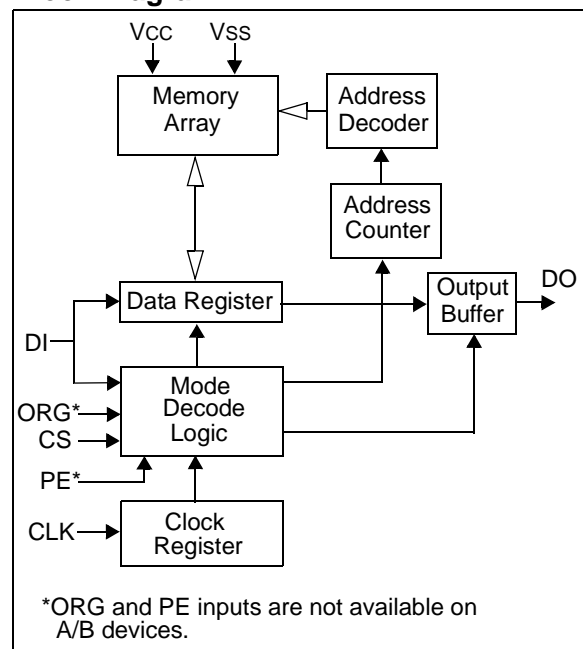 VCC
VSS
Memory
Array
Address
Decoder
Address
Counter
Data Register
Output
Buffer
DO
DI
Mode
Decode
Logic
ORG*
CS
PE*
CLK
Clock
Register
*ORG and PE inputs are not available on
A/B devices.